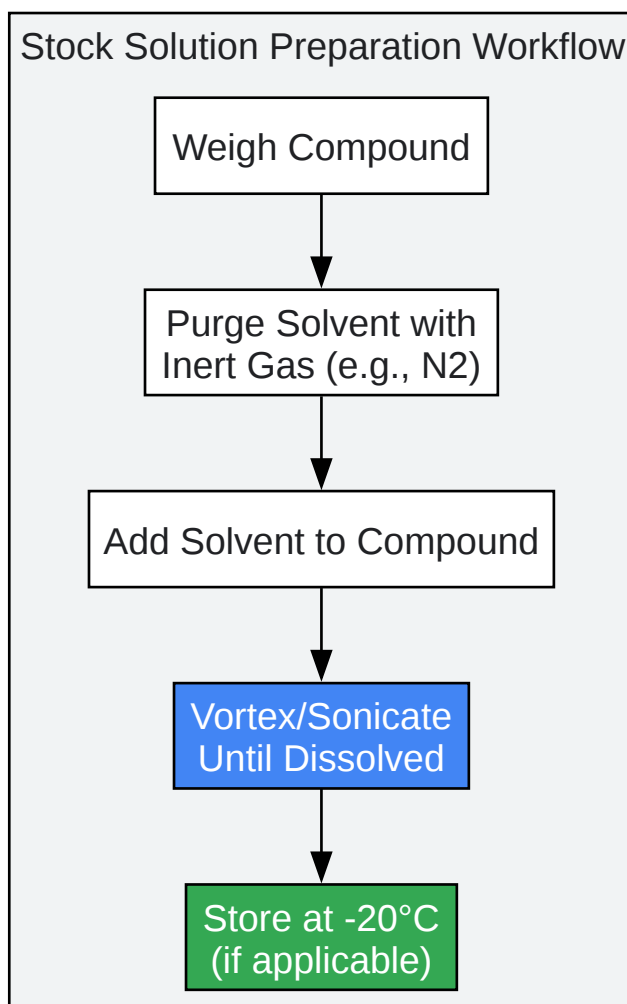 Stock Solution Preparation Workflow
Weigh Compound
Purge Solvent with
Inert Gas (e.g., N2)
Add Solvent to Compound
Vortex/Sonicate
Until Dissolved
Store at -20°C
(if applicable)